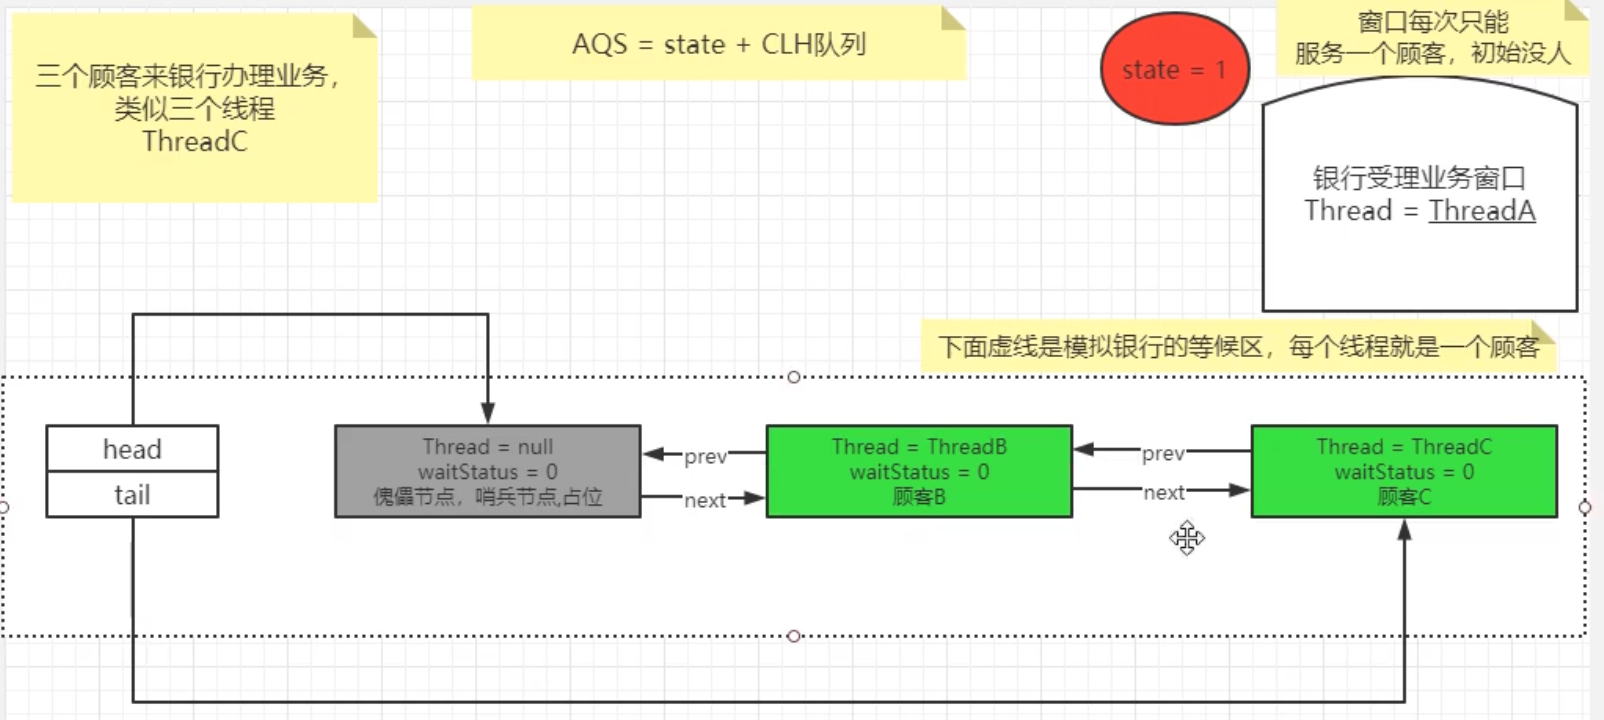 三个顾客来银行办理业务，
类似三个线程
ThreadC
AQS = state + CLH队列
state = 1
窗口每次只能
服务一个顾客，初始没人
银行受理业务窗口
Thread = ThreadA
下面虚线是模拟银行的等候区，每个线程就是一个顾客
head
tail
Thread = null
waitStatus = 0
傀儡节点，哨兵节点,占位
prev
next
Thread = ThreadB
waitStatus = 0
顾客B
prev
next
Thread = ThreadC
waitStatus = 0
顾客C